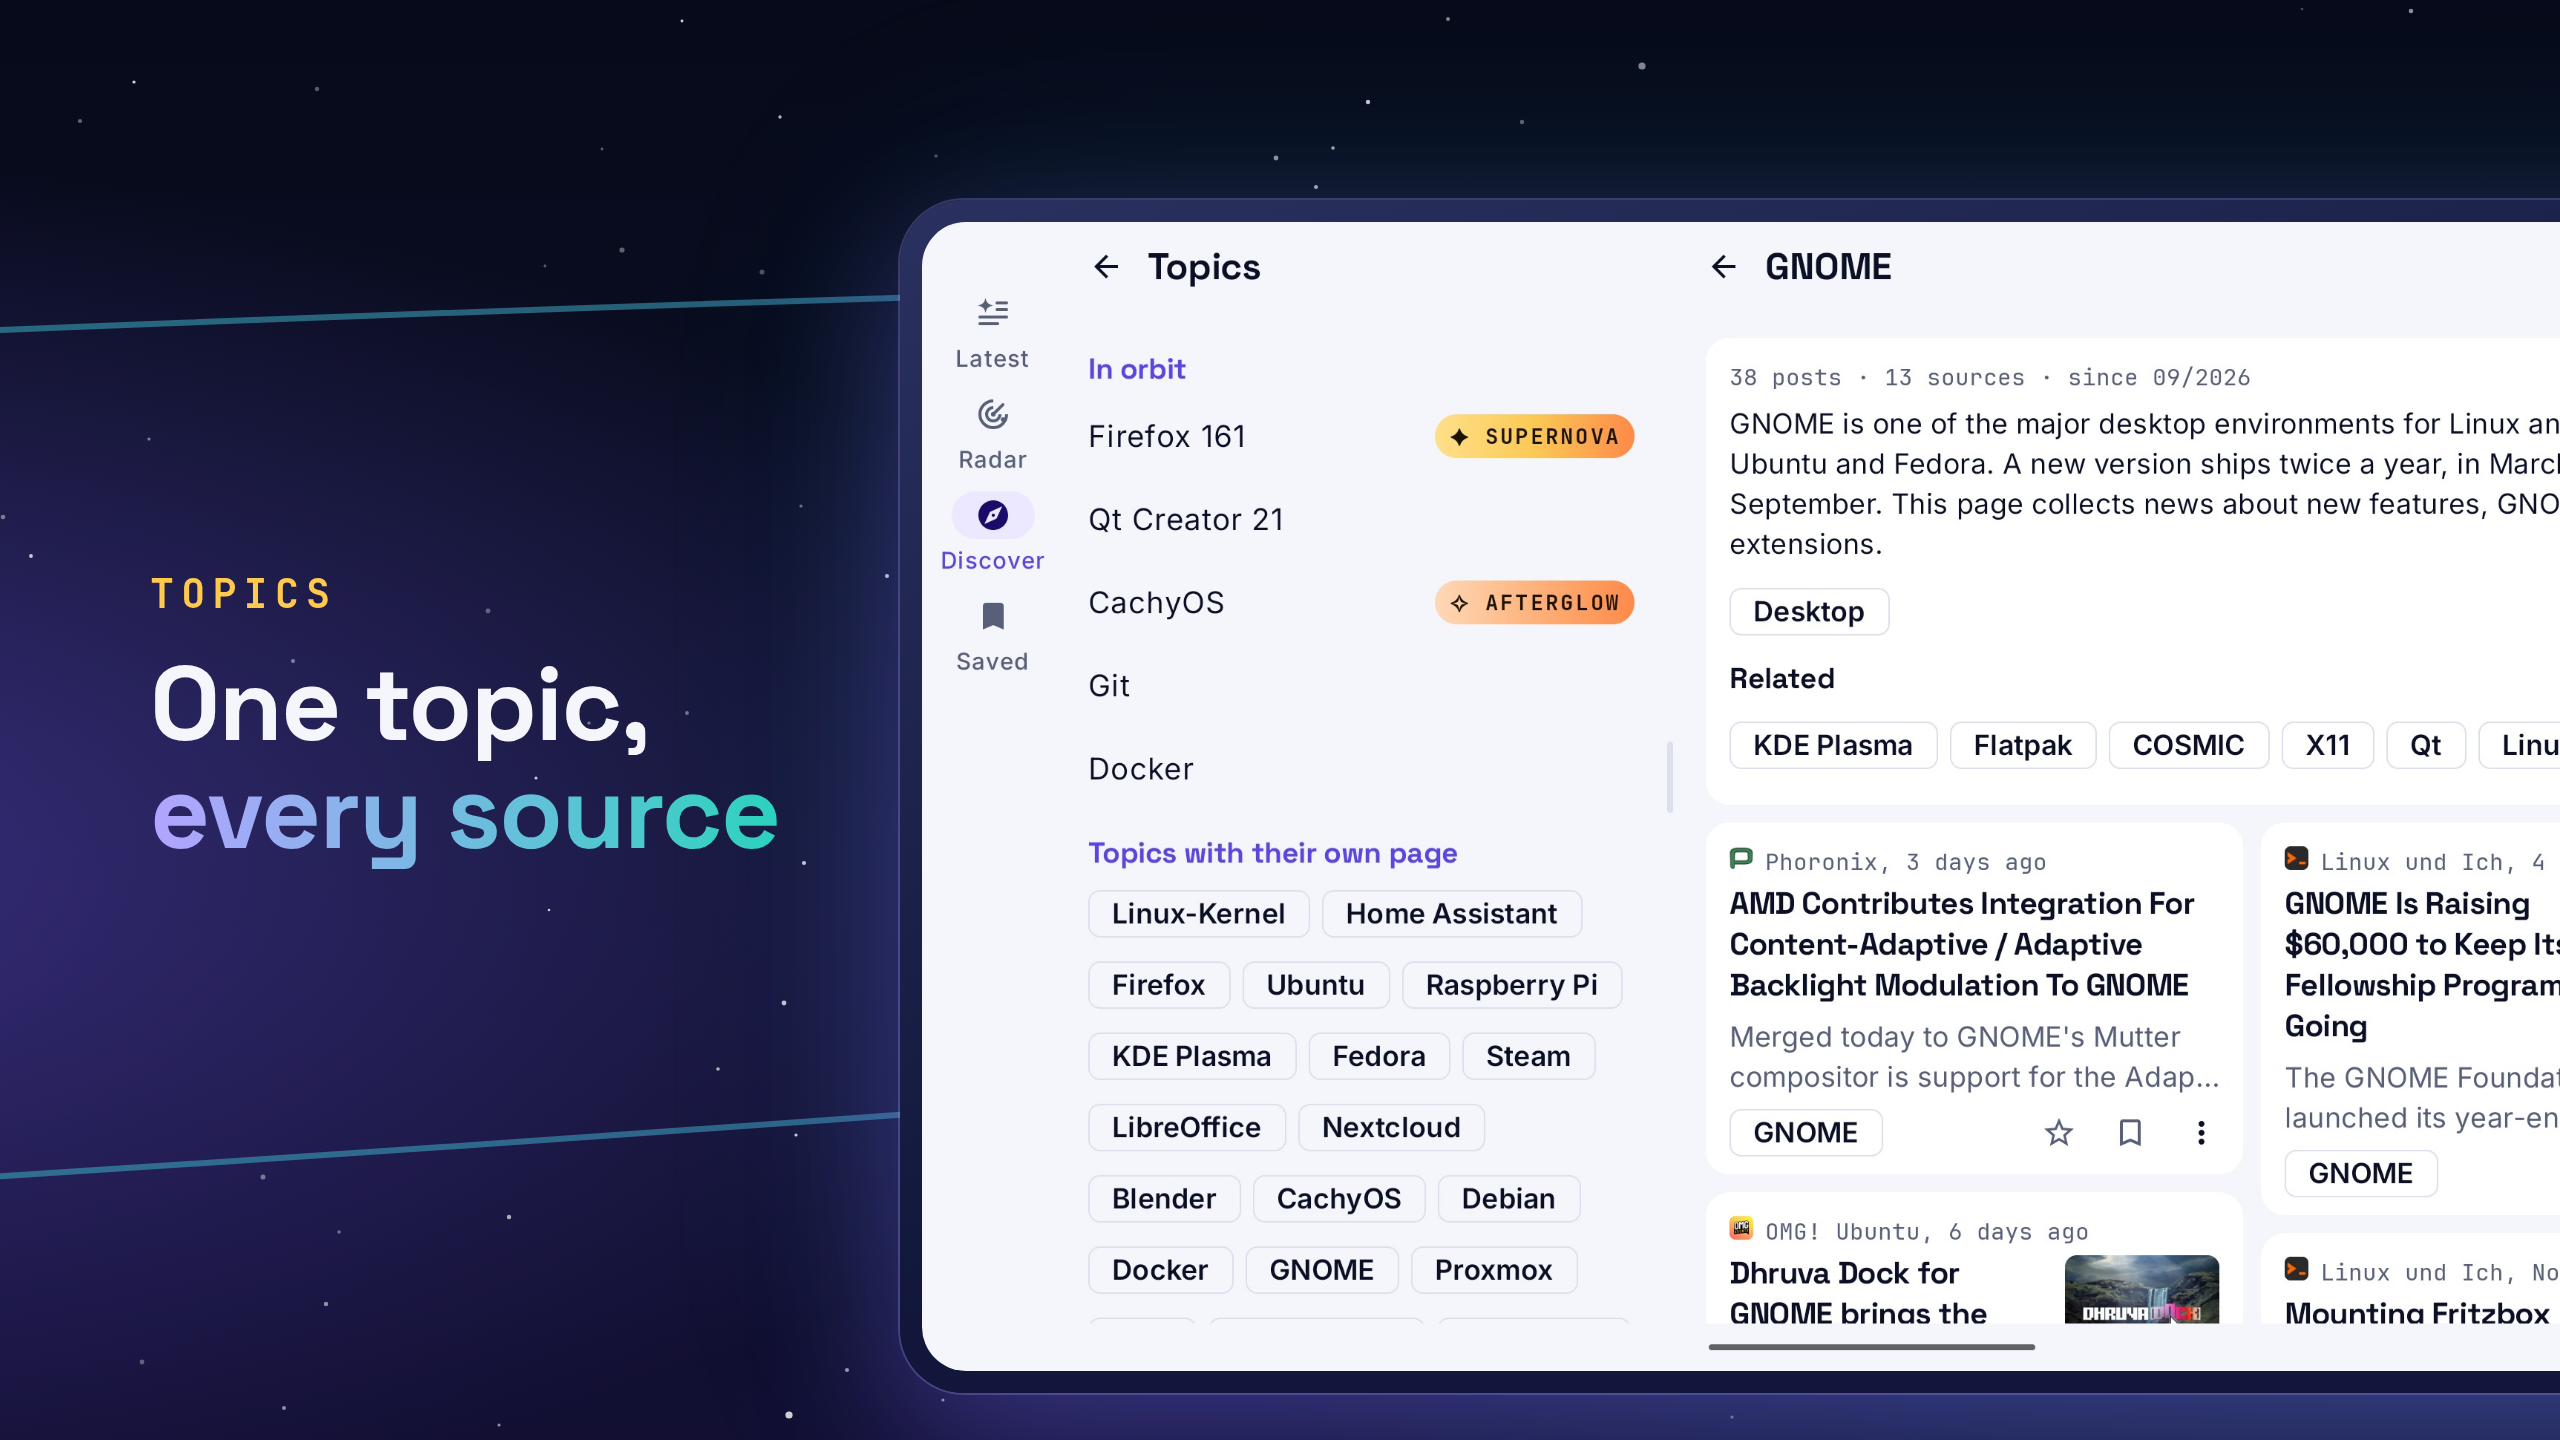 TOPICS
One topic,
every source
Latest
Radar
Discover
Saved
Topics
In orbit
Firefox 161
SUPERNOVA
Qt Creator 21
CachyOS
AFTERGLOW
Git
Docker
Topics with their own page
Linux-Kernel
Home Assistant
Firefox
Ubuntu
Raspberry Pi
KDE Plasma
Fedora
Steam
LibreOffice
Nextcloud
Blender
CachyOS
Debian
Docker
GNOME
Proxmox
GNOME
38 posts · 13 sources · since 09/2026
GNOME is one of the major desktop environments for Linux an
Ubuntu and Fedora. A new version ships twice a year, in March
September. This page collects news about new features, GNO
extensions.
Desktop
Related
KDE Plasma
Flatpak
COSMIC
X11
Qt
Linu
Phoronix, 3 days ago
AMD Contributes Integration For
Content-Adaptive / Adaptive
Backlight Modulation To GNOME
Merged today to GNOME's Mutter
compositor is support for the Adap...
GNOME
OMG! Ubuntu, 6 days ago
Dhruva Dock for
GNOME brings the
Linux und Ich, 4
GNOME Is Raising
$60,000 to Keep Its
Fellowship Program
Going
The GNOME Foundat
launched its year-en
GNOME
Linux und Ich, No
Mounting Fritzbox